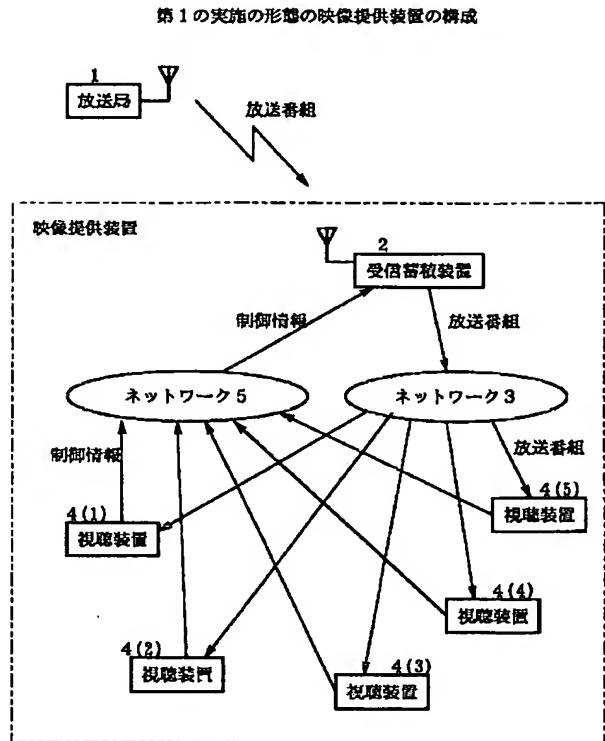 第1の実施の形態の映像提供装置の構成
1
放送局
放送番組
映像提供装置
2
受信蓄積装置
制御情報
放送番組
ネットワーク5
ネットワーク3
制御情報
放送番組
4(1)
視聴装置
4(5)
視聴装置
4(4)
視聴装置
4(2)
視聴装置
4(3)
視聴装置